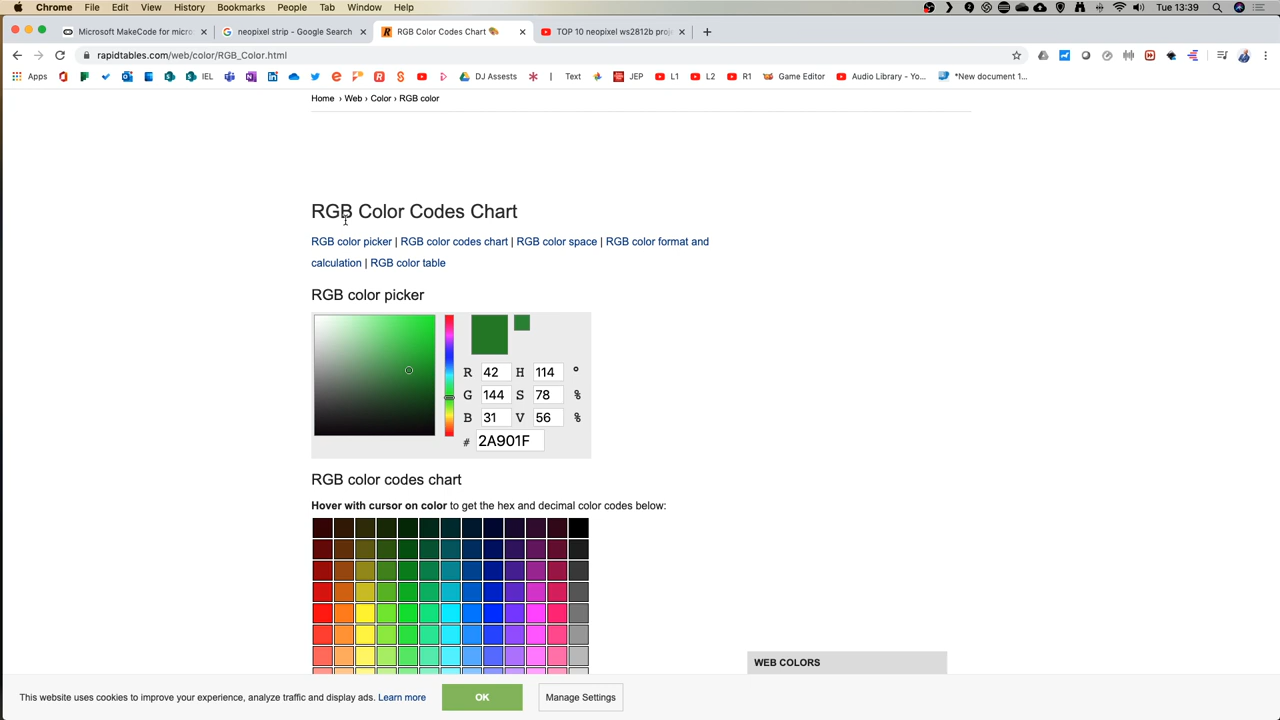 Chrome File Edit View History Bookmarks People Tab Window Help Tue 13:39
Microsoft MakeCode for micro neopixel strip - Google Search RGB Color Codes Chart TOP 10 neopixel ws2812b proj
rapidtables.com/web/color/RGB_Color.html
Apps IEL DJ Assests Text JEP L1 L2 R1 Game Editor Audio Library - Yo... *New document 1...
Home › Web › Color › RGB color
RGB Color Codes Chart
RGB color picker | RGB color codes chart | RGB color space | RGB color format and
calculation | RGB color table
RGB color picker
R 42 H 114 °
G 144 S 78 %
B 31 V 56 %
# 2A901F
RGB color codes chart
Hover with cursor on color to get the hex and decimal color codes below:
WEB COLORS
This website uses cookies to improve your experience, analyze traffic and display ads. Learn more OK Manage Settings